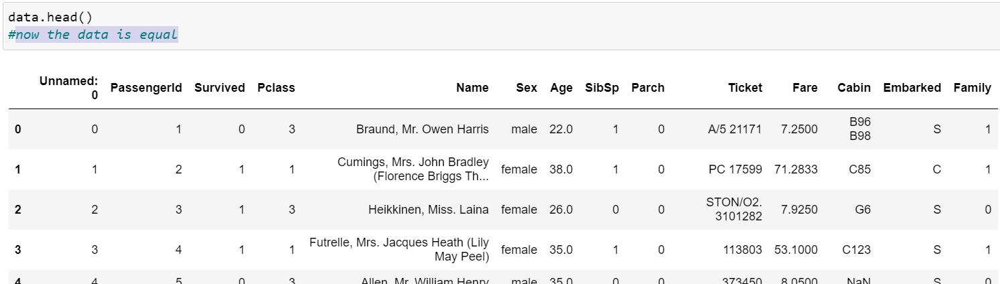 data.head()
#now the data is equal
Unnamed: 0 PassengerId Survived Pclass Name Sex Age SibSp Parch Ticket Fare Cabin Embarked Family
0 0 1 0 3 Braund, Mr. Owen Harris male 22.0 1 0 A/5 21171 7.2500 B96 B98 S 1
1 1 2 1 1 Cumings, Mrs. John Bradley (Florence Briggs Th... female 38.0 1 0 PC 17599 71.2833 C85 C 1
2 2 3 1 3 Heikkinen, Miss. Laina female 26.0 0 0 STON/O2. 3101282 7.9250 G6 S 0
3 3 4 1 1 Futrelle, Mrs. Jacques Heath (Lily May Peel) female 35.0 1 0 113803 53.1000 C123 S 1
4 4 5 0 3 Allen, Mr. William Henry male 35.0 0 0 373450 8.0500 NaN S 0